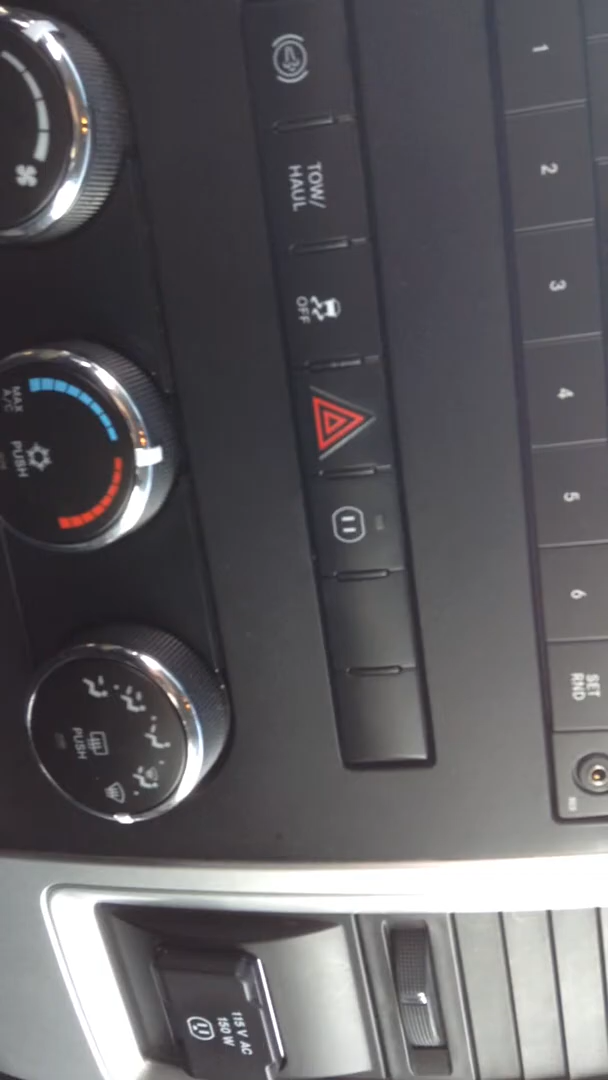 1
2
3
4
5
6
SET
RND
TOW/
HAUL
OFF
MAX
A/C
PUSH
PUSH
115 V AC
150 W